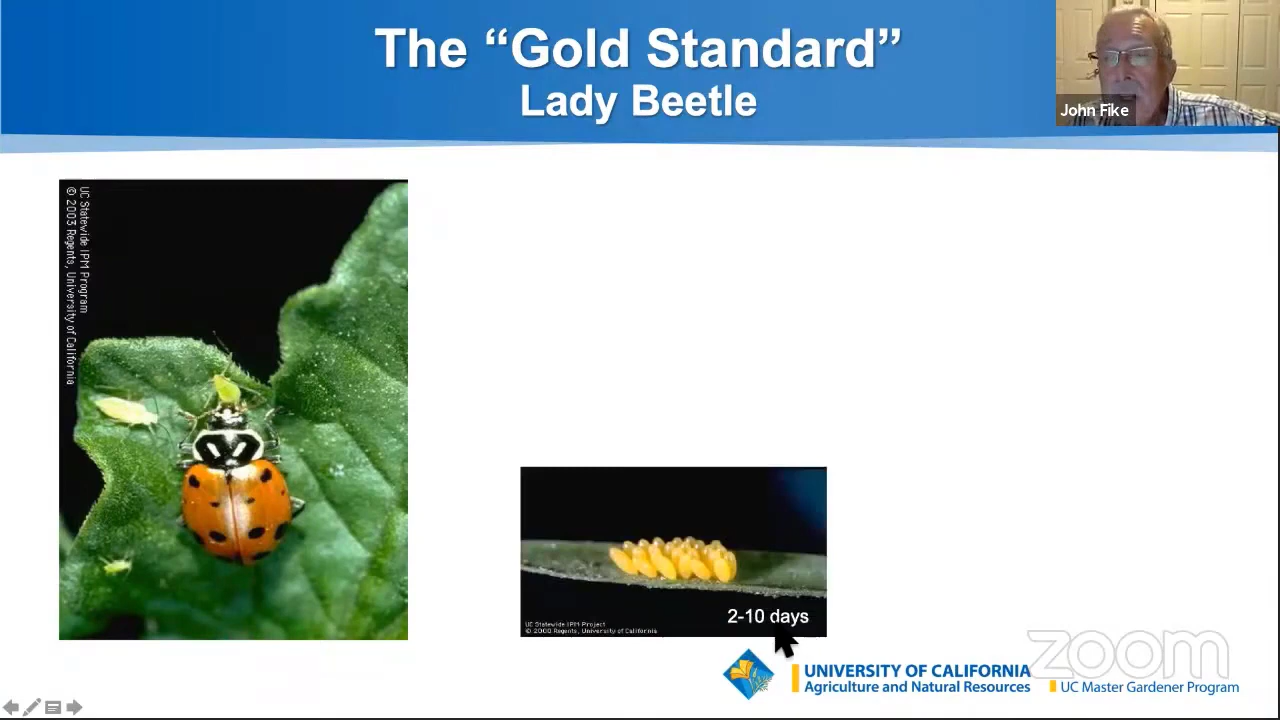 The “Gold Standard”
Lady Beetle
John Fike
UC Statewide IPM Program
© 2003 Regents, University of California
2-10 days
UC Statewide IPM Project
© 2000 Regents, University of California
zoom
UNIVERSITY OF CALIFORNIA
Agriculture and Natural Resources
UC Master Gardener Program